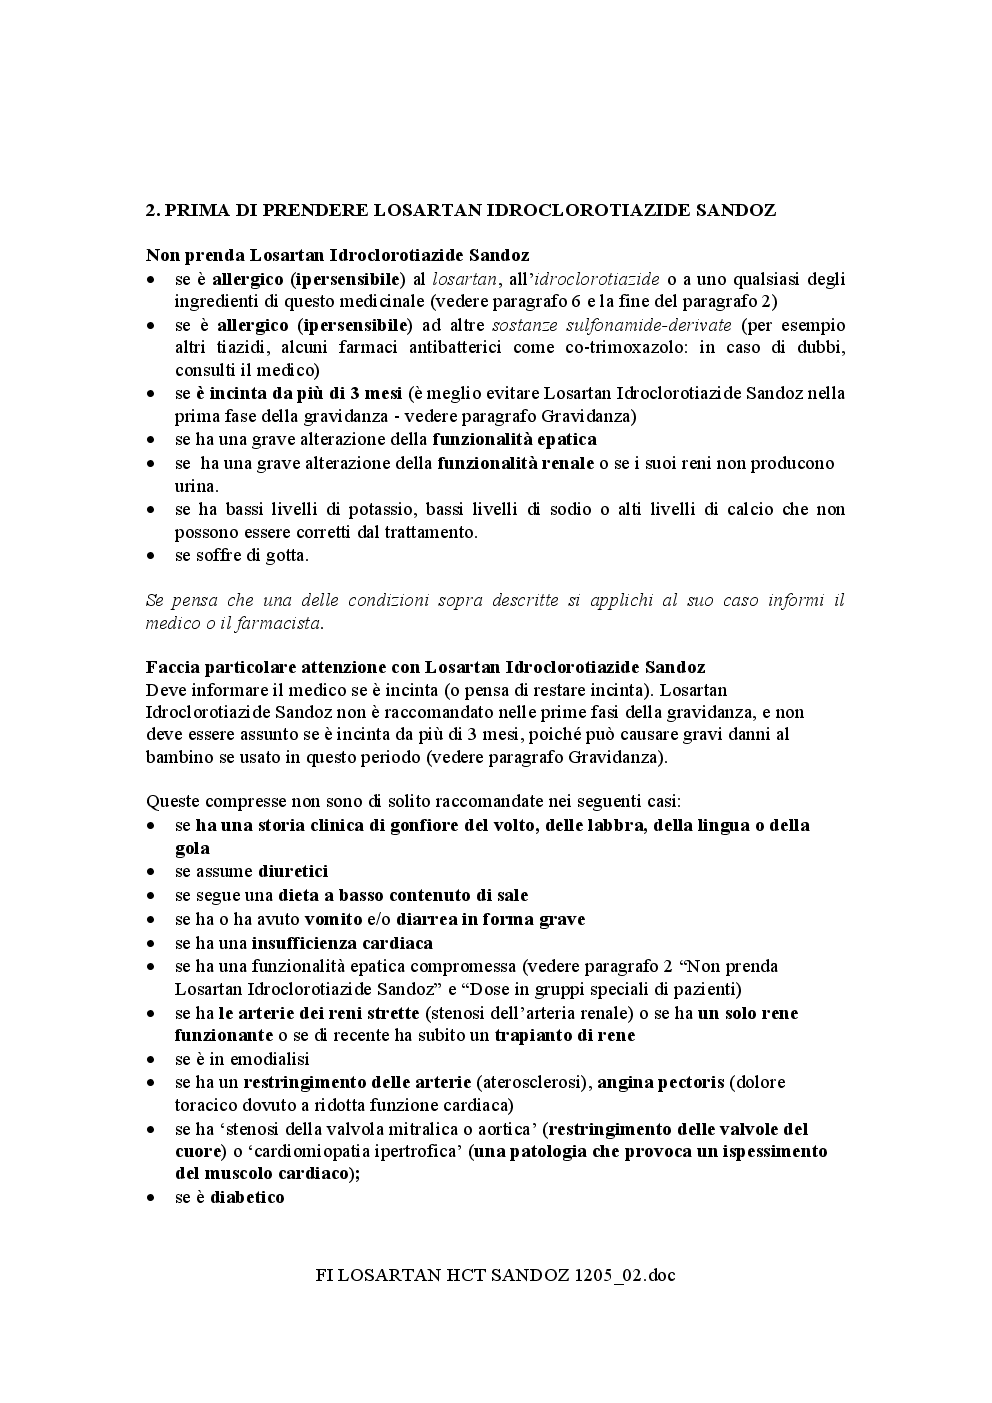 2. PRIMA DI PRENDERE LOSARTAN IDROCLOROTIAZIDE SANDOZ
Non prenda Losartan Idroclorotiazide Sandoz
• se è allergico (ipersensibile) al losartan, all’idroclorotiazide o a uno qualsiasi degli
ingredienti di questo medicinale (vedere paragrafo 6 e la fine del paragrafo 2)
• se è allergico (ipersensibile) ad altre sostanze sulfonamide-derivate (per esempio
altri tiazidi, alcuni farmaci antibatterici come co-trimoxazolo: in caso di dubbi,
consulti il medico)
• se è incinta da più di 3 mesi (è meglio evitare Losartan Idroclorotiazide Sandoz nella
prima fase della gravidanza - vedere paragrafo Gravidanza)
• se ha una grave alterazione della funzionalità epatica
• se ha una grave alterazione della funzionalità renale o se i suoi reni non producono
urina.
• se ha bassi livelli di potassio, bassi livelli di sodio o alti livelli di calcio che non
possono essere corretti dal trattamento.
• se soffre di gotta.
Se pensa che una delle condizioni sopra descritte si applichi al suo caso informi il
medico o il farmacista.
Faccia particolare attenzione con Losartan Idroclorotiazide Sandoz
Deve informare il medico se è incinta (o pensa di restare incinta). Losartan
Idroclorotiazide Sandoz non è raccomandato nelle prime fasi della gravidanza, e non
deve essere assunto se è incinta da più di 3 mesi, poiché può causare gravi danni al
bambino se usato in questo periodo (vedere paragrafo Gravidanza).
Queste compresse non sono di solito raccomandate nei seguenti casi:
• se ha una storia clinica di gonfiore del volto, delle labbra, della lingua o della
gola
• se assume diuretici
• se segue una dieta a basso contenuto di sale
• se ha o ha avuto vomito e/o diarrea in forma grave
• se ha una insufficienza cardiaca
• se ha una funzionalità epatica compromessa (vedere paragrafo 2 “Non prenda
Losartan Idroclorotiazide Sandoz” e “Dose in gruppi speciali di pazienti)
• se ha le arterie dei reni strette (stenosi dell’arteria renale) o se ha un solo rene
funzionante o se di recente ha subito un trapianto di rene
• se è in emodialisi
• se ha un restringimento delle arterie (aterosclerosi), angina pectoris (dolore
toracico dovuto a ridotta funzione cardiaca)
• se ha ‘stenosi della valvola mitralica o aortica’ (restringimento delle valvole del
cuore) o ‘cardiomiopatia ipertrofica’ (una patologia che provoca un ispessimento
del muscolo cardiaco);
• se è diabetico
FI LOSARTAN HCT SANDOZ 1205_02.doc